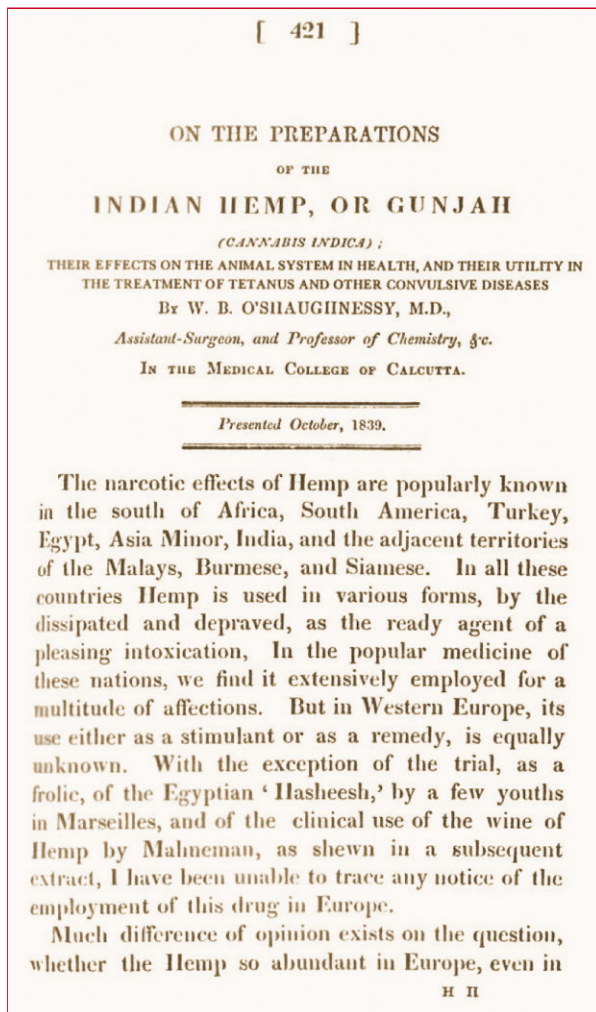 [ 421 ]
ON THE PREPARATIONS
OF THE
INDIAN HEMP, OR GUNJAH
(CANNABIS INDICA) ;
THEIR EFFECTS ON THE ANIMAL SYSTEM IN HEALTH, AND THEIR UTILITY IN
THE TREATMENT OF TETANUS AND OTHER CONVULSIVE DISEASES
BY W. B. O'SHAUGHNESSY, M.D.,
Assistant-Surgeon, and Professor of Chemistry, &c.
IN THE MEDICAL COLLEGE OF CALCUTTA.
Presented October, 1839.
The narcotic effects of Hemp are popularly known
in the south of Africa, South America, Turkey,
Egypt, Asia Minor, India, and the adjacent territories
of the Malays, Burmese, and Siamese. In all these
countries Hemp is used in various forms, by the
dissipated and depraved, as the ready agent of a
pleasing intoxication, In the popular medicine of
these nations, we find it extensively employed for a
multitude of affections. But in Western Europe, its
use either as a stimulant or as a remedy, is equally
unknown. With the exception of the trial, as a
frolic, of the Egyptian ‘ Hasheesh,’ by a few youths
in Marseilles, and of the clinical use of the wine of
Hemp by Mahneman, as shewn in a subsequent
extract, I have been unable to trace any notice of the
employment of this drug in Europe.
Much difference of opinion exists on the question,
whether the Hemp so abundant in Europe, even in
H H